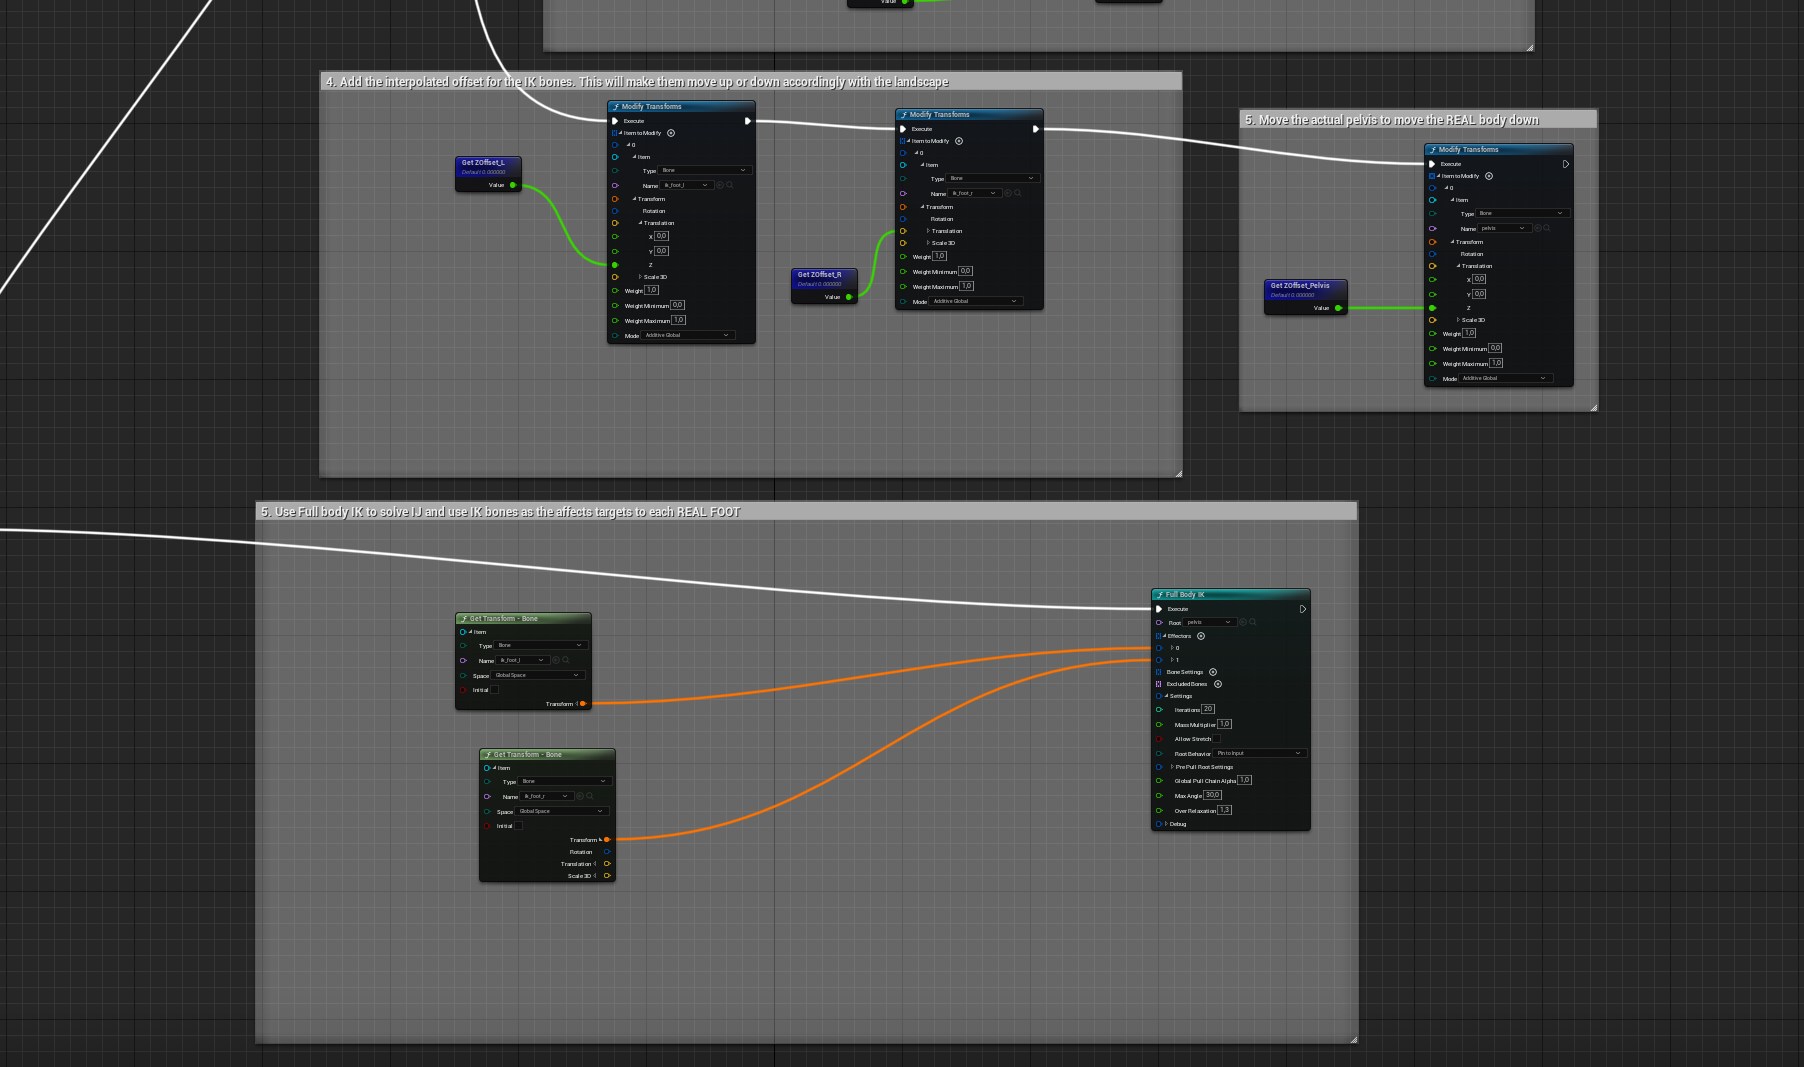 Value
4. Add the interpolated offset for the IK bones. This will make them move up or down accordingly with the landscape
Modify Transforms
Execute
Item to Modify
0
Item
Type Bone
Name ik_foot_l
Transform
Rotation
Translation
X 0,0
Y 0,0
Z
Scale 3D
Weight 1,0
Weight Minimum 0,0
Weight Maximum 1,0
Mode Additive Global
Get ZOffset_L
Default 0.000000
Value
Modify Transforms
Execute
Item to Modify
0
Item
Type Bone
Name ik_foot_r
Transform
Rotation
Translation
Scale 3D
Weight 1,0
Weight Minimum 0,0
Weight Maximum 1,0
Mode Additive Global
Get ZOffset_R
Default 0.000000
Value
5. Move the actual pelvis to move the REAL body down
Modify Transforms
Execute
Item to Modify
0
Item
Type Bone
Name pelvis
Transform
Rotation
Translation
X 0,0
Y 0,0
Z
Scale 3D
Weight 1,0
Weight Minimum 0,0
Weight Maximum 1,0
Mode Additive Global
Get ZOffset_Pelvis
Default 0.000000
Value
5. Use Full body IK to solve IJ and use IK bones as the affects targets to each REAL FOOT
Get Transform - Bone
Item
Type Bone
Name ik_foot_l
Space Global Space
Initial
Transform
Get Transform - Bone
Item
Type Bone
Name ik_foot_r
Space Global Space
Initial
Transform
Rotation
Translation
Scale 3D
Full Body IK
Execute
Root pelvis
Effectors
0
1
Bone Settings
Excluded Bones
Settings
Iterations 20
Mass Multiplier 1,0
Allow Stretch
Root Behavior Pin to Input
Pre Pull Root Settings
Global Pull Chain Alpha 1,0
Max Angle 30,0
Over Relaxation 1,3
Debug